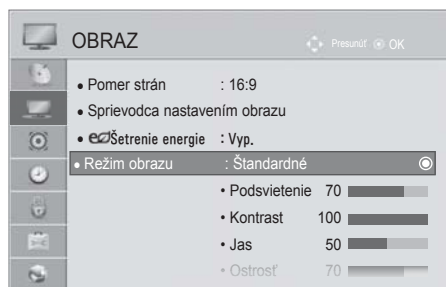 OBRAZ
Presunúť OK
• Pomer strán : 16:9
• Sprievodca nastavením obrazu
• eco Šetrenie energie : Vyp.
• Režim obrazu : Štandardné
• Podsvietenie 70
• Kontrast 100
• Jas 50
• Ostrosť 70